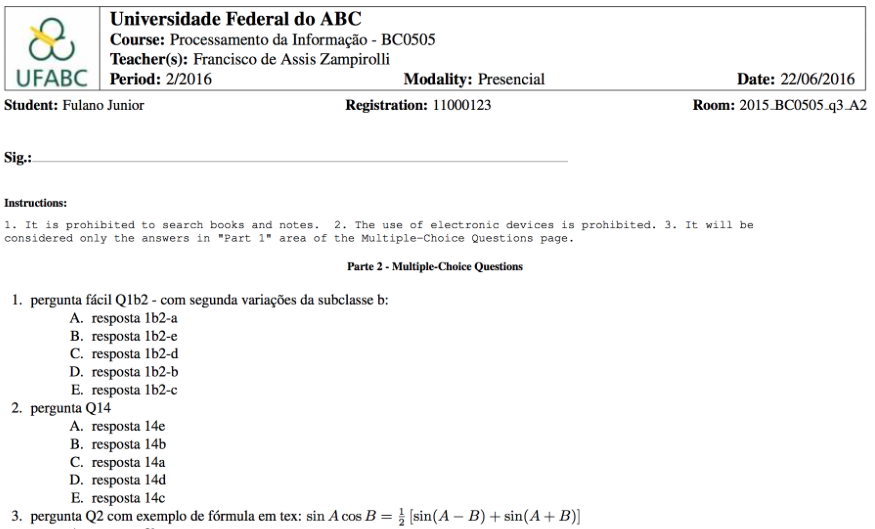 Universidade Federal do ABC
Course: Processamento da Informação - BC0505
Teacher(s): Francisco de Assis Zampirolli
UFABC Period: 2/2016 Modality: Presencial Date: 22/06/2016
Student: Fulano Junior Registration: 11000123 Room: 2015_BC0505_q3_A2
Sig.:
Instructions:
1. It is prohibited to search books and notes. 2. The use of electronic devices is prohibited. 3. It will be
considered only the answers in "Part 1" area of the Multiple-Choice Questions page.
Parte 2 - Multiple-Choice Questions
1. pergunta fácil Q1b2 - com segunda variações da subclasse b:
A. resposta 1b2-a
B. resposta 1b2-e
C. resposta 1b2-d
D. resposta 1b2-b
E. resposta 1b2-c
2. pergunta Q14
A. resposta 14e
B. resposta 14b
C. resposta 14a
D. resposta 14d
E. resposta 14c
3. pergunta Q2 com exemplo de fórmula em tex: sin A cos B = 1/2 [sin(A − B) + sin(A + B)]